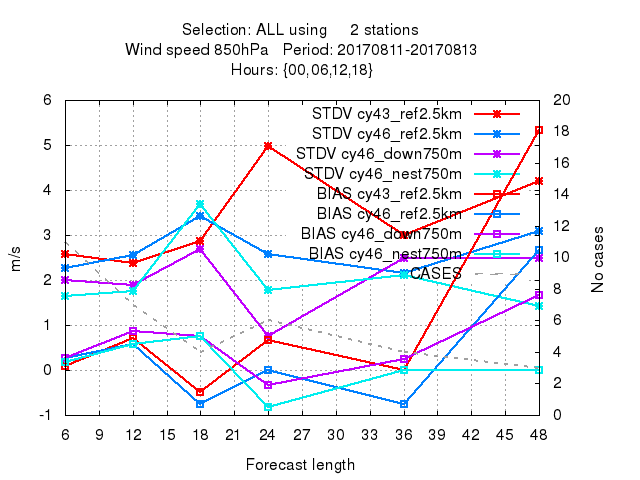 Selection: ALL using 2 stations
Wind speed 850hPa Period: 20170811-20170813
Hours: {00,06,12,18}
6 20
STDV cy43_ref2.5km
STDV cy46_ref2.5km
STDV cy46_down750m
STDV cy46_nest750m
BIAS cy43_ref2.5km
BIAS cy46_ref2.5km
BIAS cy46_down750m
BIAS cy46_nest750m
CASES
5
4
3
2
1
0
-1
m/s
18
16
14
12
10
8
6
4
2
0
No cases
6 9 12 15 18 21 24 27 30 33 36 39 42 45 48
Forecast length